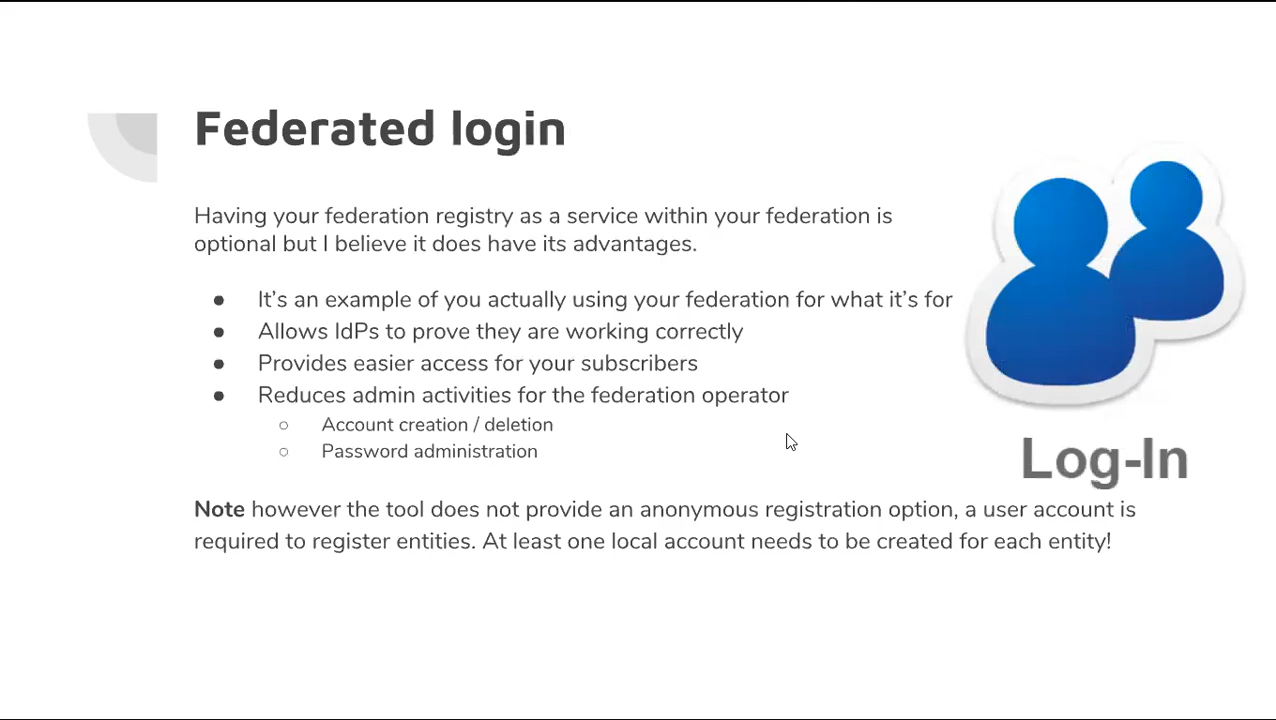 Federated login
Having your federation registry as a service within your federation is
optional but I believe it does have its advantages.
● It's an example of you actually using your federation for what it's for
● Allows IdPs to prove they are working correctly
● Provides easier access for your subscribers
● Reduces admin activities for the federation operator
○ Account creation / deletion
○ Password administration
Log-In
Note however the tool does not provide an anonymous registration option, a user account is
required to register entities. At least one local account needs to be created for each entity!